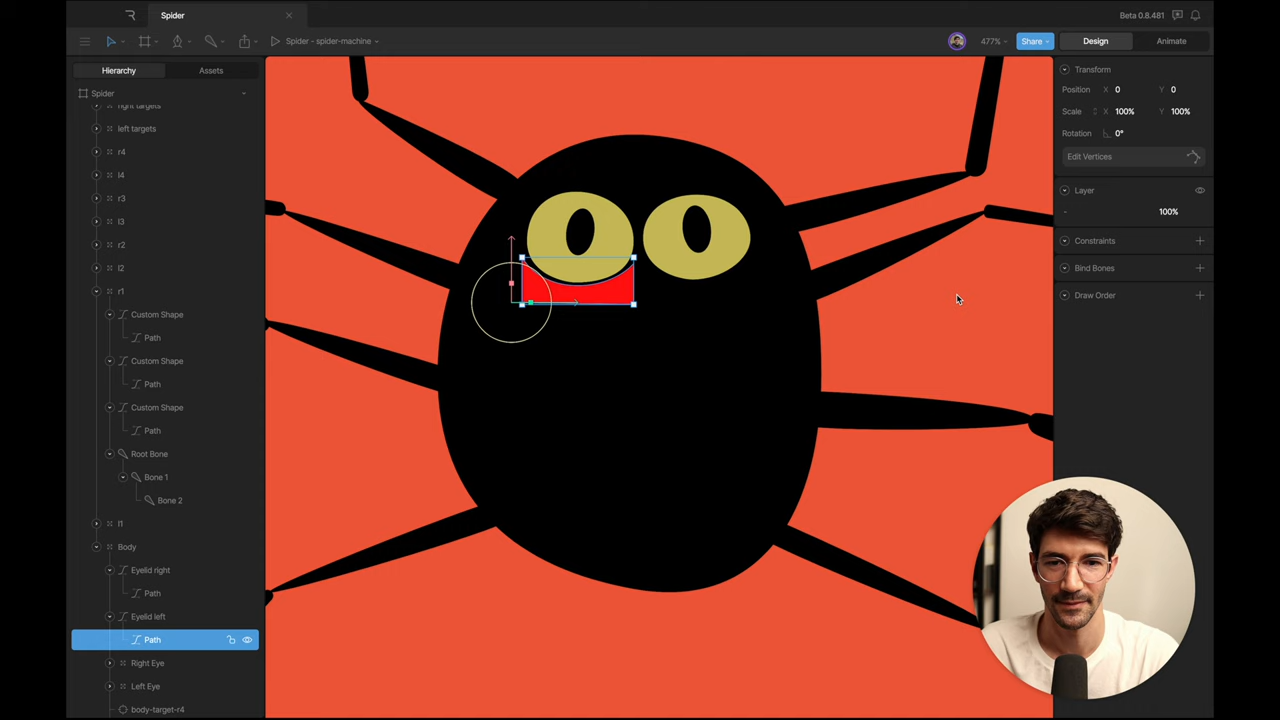 Spider
Beta 0.8.481
Spider - spider-machine
477%
Share
Design
Animate
Hierarchy
Assets
Spider
right targets
left targets
r4
l4
r3
l3
r2
l2
r1
Custom Shape
Path
Custom Shape
Path
Custom Shape
Path
Root Bone
Bone 1
Bone 2
l1
Body
Eyelid right
Path
Eyelid left
Path
Right Eye
Left Eye
body-target-r4
Transform
Position X 0 Y 0
Scale X 100% Y 100%
Rotation 0°
Edit Vertices
Layer
- 100%
Constraints
Bind Bones
Draw Order